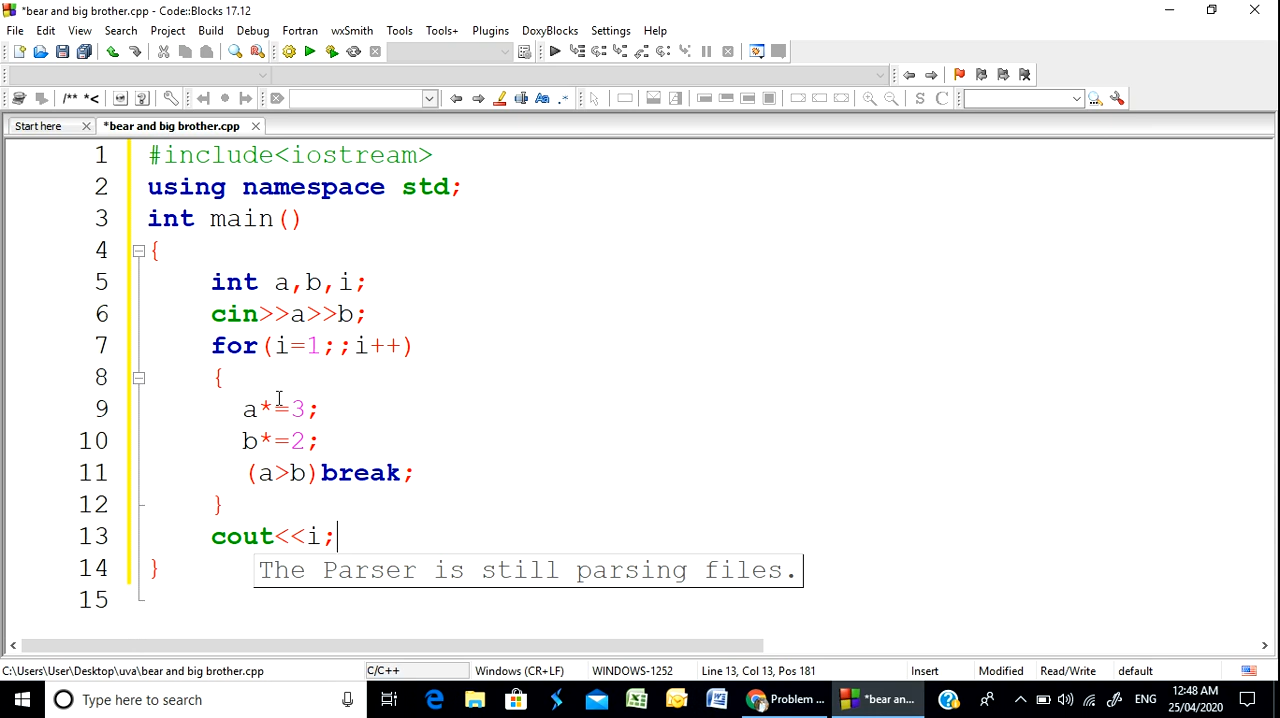 *bear and big brother.cpp - Code::Blocks 17.12
File Edit View Search Project Build Debug Fortran wxSmith Tools Tools+ Plugins DoxyBlocks Settings Help
/** *<
S C
Start here *bear and big brother.cpp
1 #include<iostream>
2 using namespace std;
3 int main()
4 {
5 int a,b,i;
6 cin>>a>>b;
7 for(i=1;;i++)
8 {
9 a*=3;
10 b*=2;
11 (a>b)break;
12 }
13 cout<<i;
14 }
The Parser is still parsing files.
15
C:\Users\User\Desktop\uva\bear and big brother.cpp C/C++ Windows (CR+LF) WINDOWS-1252 Line 13, Col 13, Pos 181 Insert Modified Read/Write default
Type here to search Problem ... *bear an... ENG 12:48 AM
25/04/2020